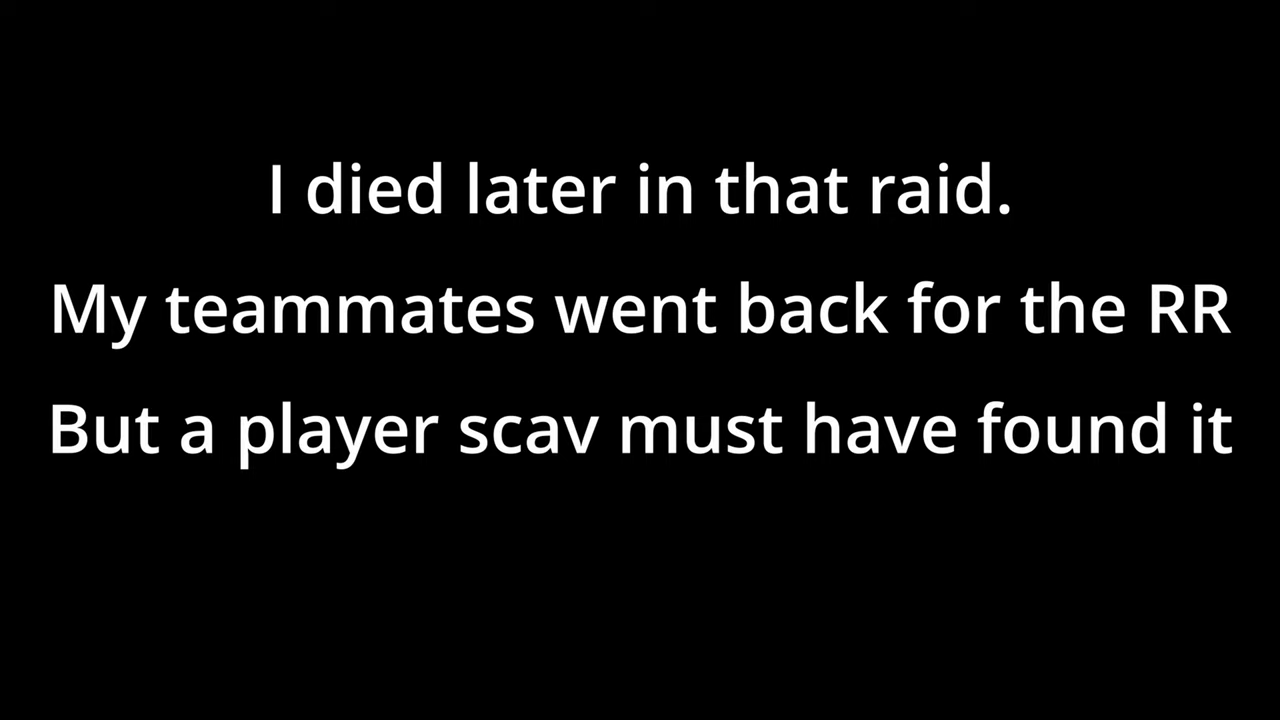 I died later in that raid.
My teammates went back for the RR
But a player scav must have found it